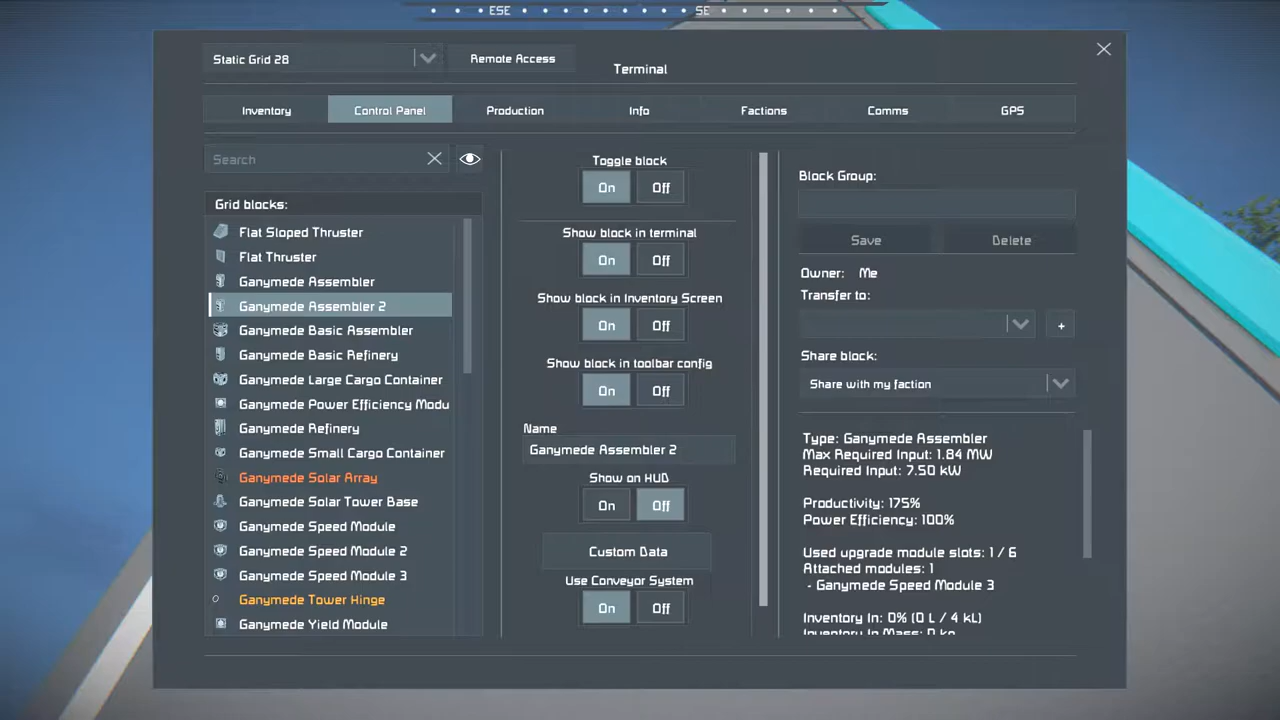 ESE
SE
Static Grid 28
Remote Access
Terminal
Inventory
Control Panel
Production
Info
Factions
Comms
GPS
Search
Grid blocks:
Flat Sloped Thruster
Flat Thruster
Ganymede Assembler
Ganymede Assembler 2
Ganymede Basic Assembler
Ganymede Basic Refinery
Ganymede Large Cargo Container
Ganymede Power Efficiency Modu
Ganymede Refinery
Ganymede Small Cargo Container
Ganymede Solar Array
Ganymede Solar Tower Base
Ganymede Speed Module
Ganymede Speed Module 2
Ganymede Speed Module 3
Ganymede Tower Hinge
Ganymede Yield Module
Toggle block
On Off
Show block in terminal
On Off
Show block in Inventory Screen
On Off
Show block in toolbar config
On Off
Name
Ganymede Assembler 2
Show on HUD
On Off
Custom Data
Use Conveyor System
On Off
Block Group:
Save
Delete
Owner: Me
Transfer to:
+
Share block:
Share with my faction
Type: Ganymede Assembler
Max Required Input: 1.84 MW
Required Input: 7.50 kW
Productivity: 175%
Power Efficiency: 100%
Used upgrade module slots: 1 / 6
Attached modules: 1
- Ganymede Speed Module 3
Inventory In: 0% (0 L / 4 kL)
Inventory In Mass: 0 kg